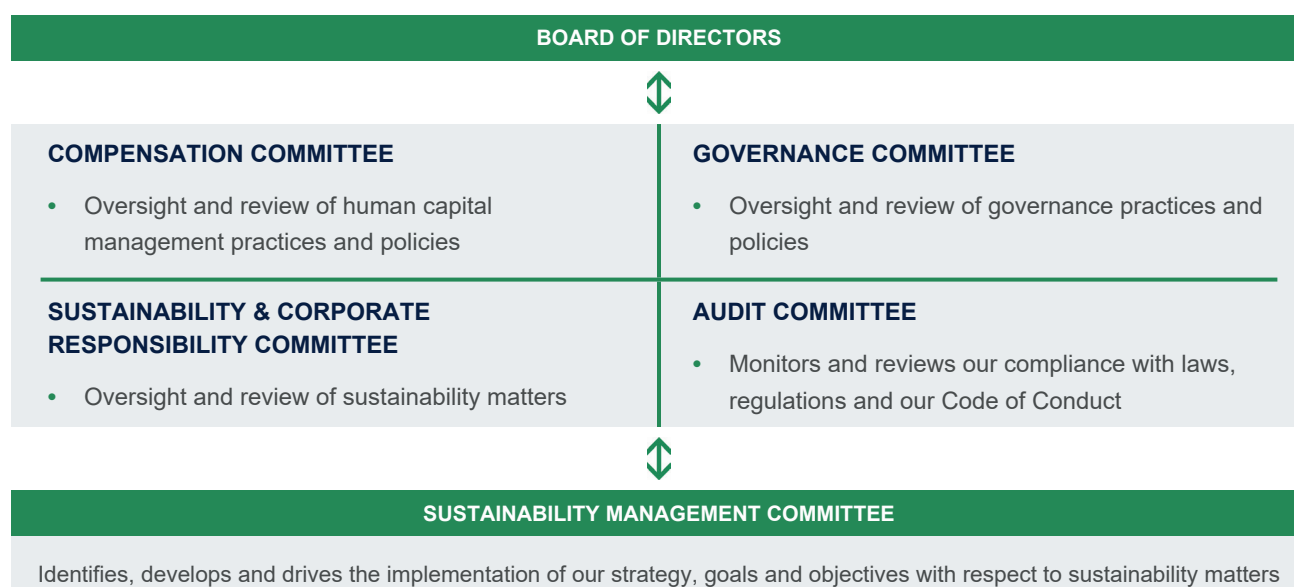 BOARD OF DIRECTORS
COMPENSATION COMMITTEE
• Oversight and review of human capital
management practices and policies
GOVERNANCE COMMITTEE
• Oversight and review of governance practices and
policies
SUSTAINABILITY & CORPORATE
RESPONSIBILITY COMMITTEE
• Oversight and review of sustainability matters
AUDIT COMMITTEE
• Monitors and reviews our compliance with laws,
regulations and our Code of Conduct
SUSTAINABILITY MANAGEMENT COMMITTEE
Identifies, develops and drives the implementation of our strategy, goals and objectives with respect to sustainability matters